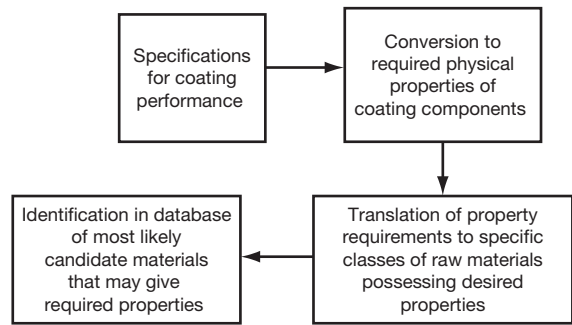 Specifications
for coating
performance
Conversion to
required physical
properties of
coating components
Translation of property
requirements to specific
classes of raw materials
possessing desired
properties
Identification in database
of most likely
candidate materials
that may give
required properties